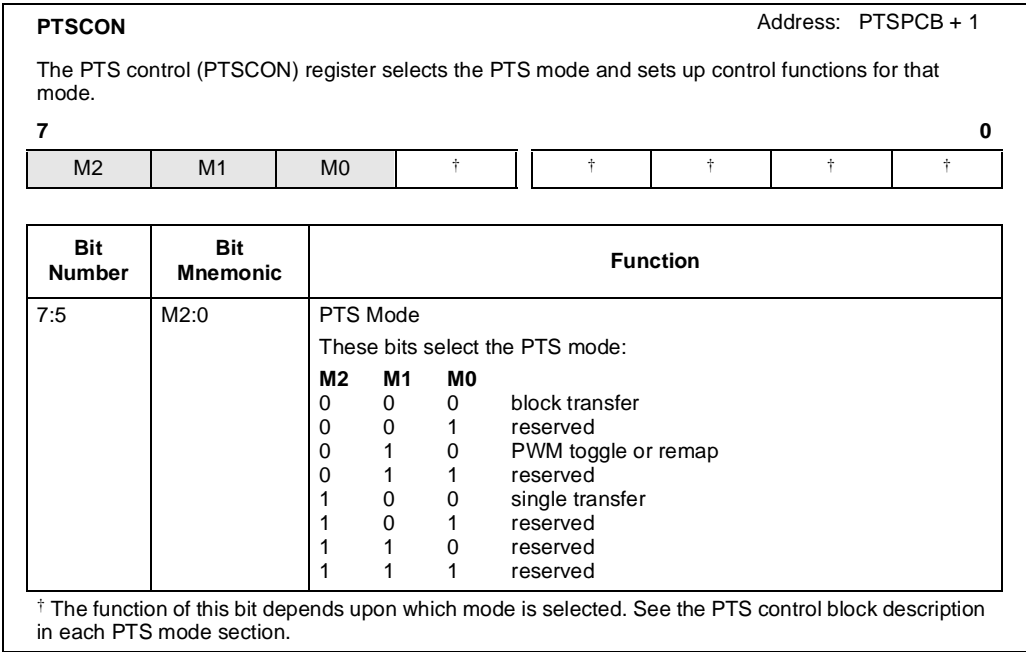 PTSCON Address: PTSPCB + 1
The PTS control (PTSCON) register selects the PTS mode and sets up control functions for that
mode.
7 0
M2 M1 M0 † † † † †
Bit Number Bit Mnemonic Function
7:5 M2:0 PTS Mode
These bits select the PTS mode:
M2 M1 M0
0 0 0 block transfer
0 0 1 reserved
0 1 0 PWM toggle or remap
0 1 1 reserved
1 0 0 single transfer
1 0 1 reserved
1 1 0 reserved
1 1 1 reserved
† The function of this bit depends upon which mode is selected. See the PTS control block description
in each PTS mode section.